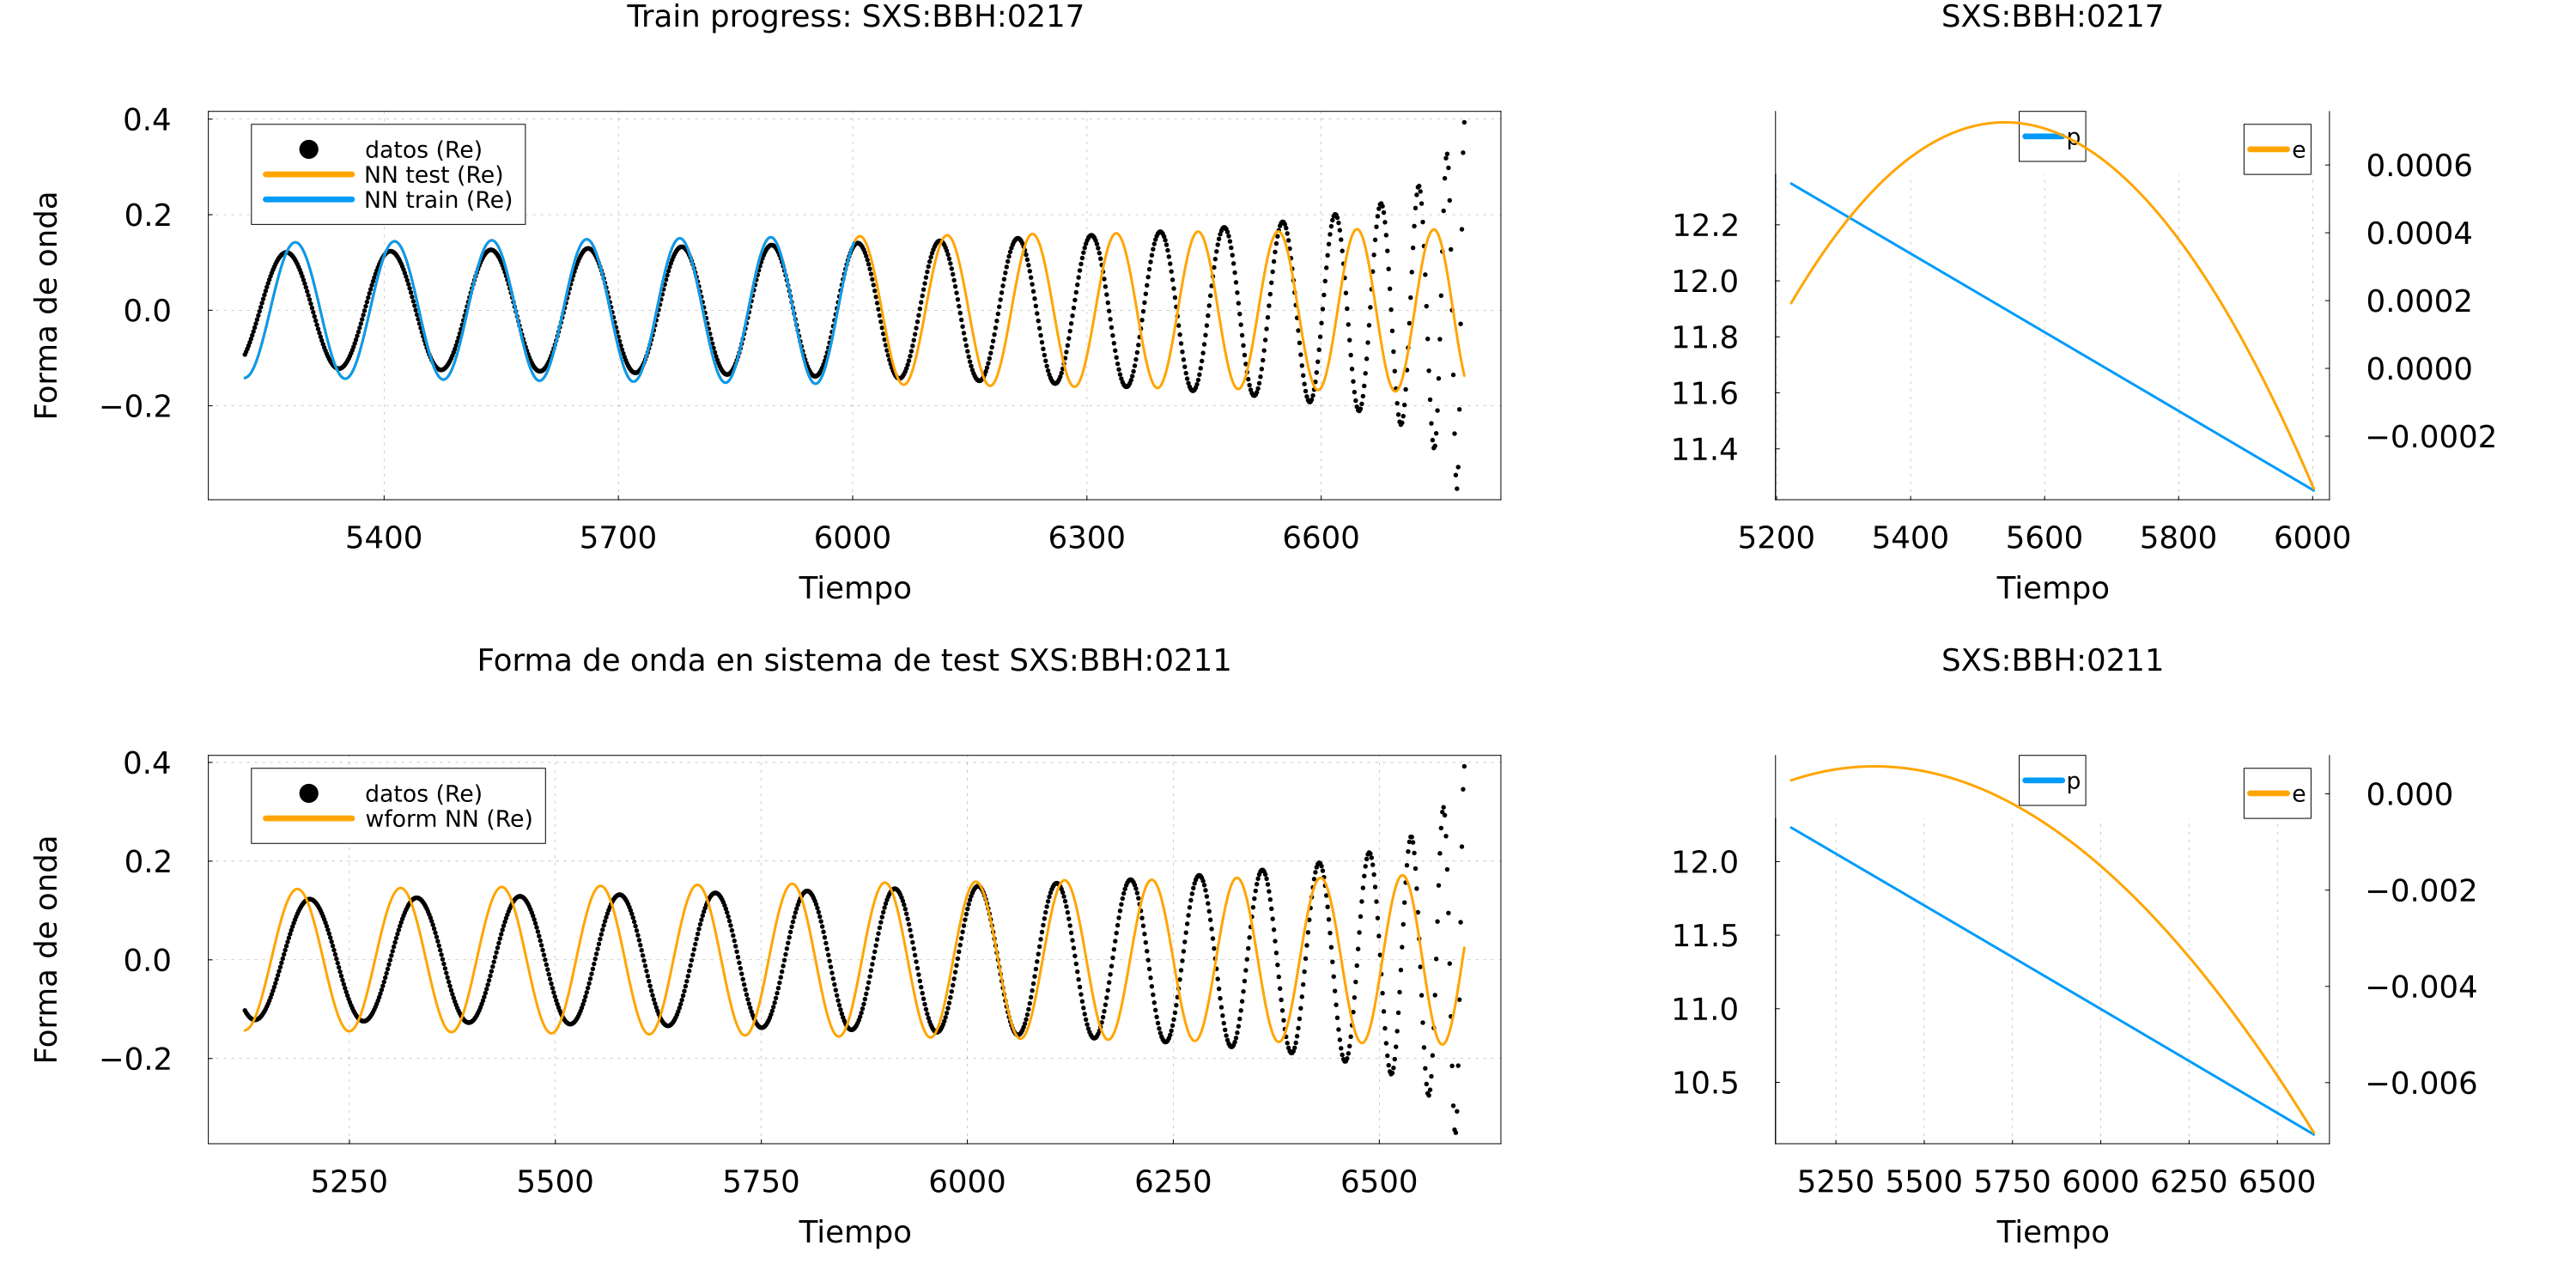 Train progress: SXS:BBH:0217
0.4
0.2
0.0
−0.2
Forma de onda
datos (Re)
NN test (Re)
NN train (Re)
5400 5700 6000 6300 6600
Tiempo
SXS:BBH:0217
12.2
12.0
11.8
11.6
11.4
p
e
0.0006
0.0004
0.0002
0.0000
−0.0002
5200 5400 5600 5800 6000
Tiempo
Forma de onda en sistema de test SXS:BBH:0211
0.4
0.2
0.0
−0.2
Forma de onda
datos (Re)
wform NN (Re)
5250 5500 5750 6000 6250 6500
Tiempo
SXS:BBH:0211
12.0
11.5
11.0
10.5
p
e
0.000
−0.002
−0.004
−0.006
5250 5500 5750 6000 6250 6500
Tiempo